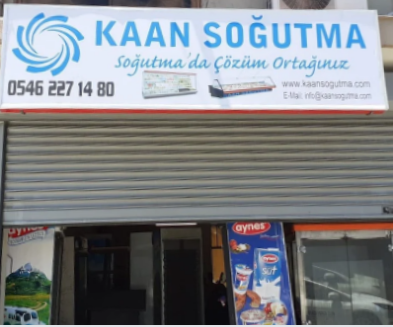 KAAN SOĞUTMA
Soğutma'da Çözüm Ortağınız
0546 227 14 80
www.kaansogutma.com
E-Mail: info@kaansogutma.com
aynes
aynes
SÜT